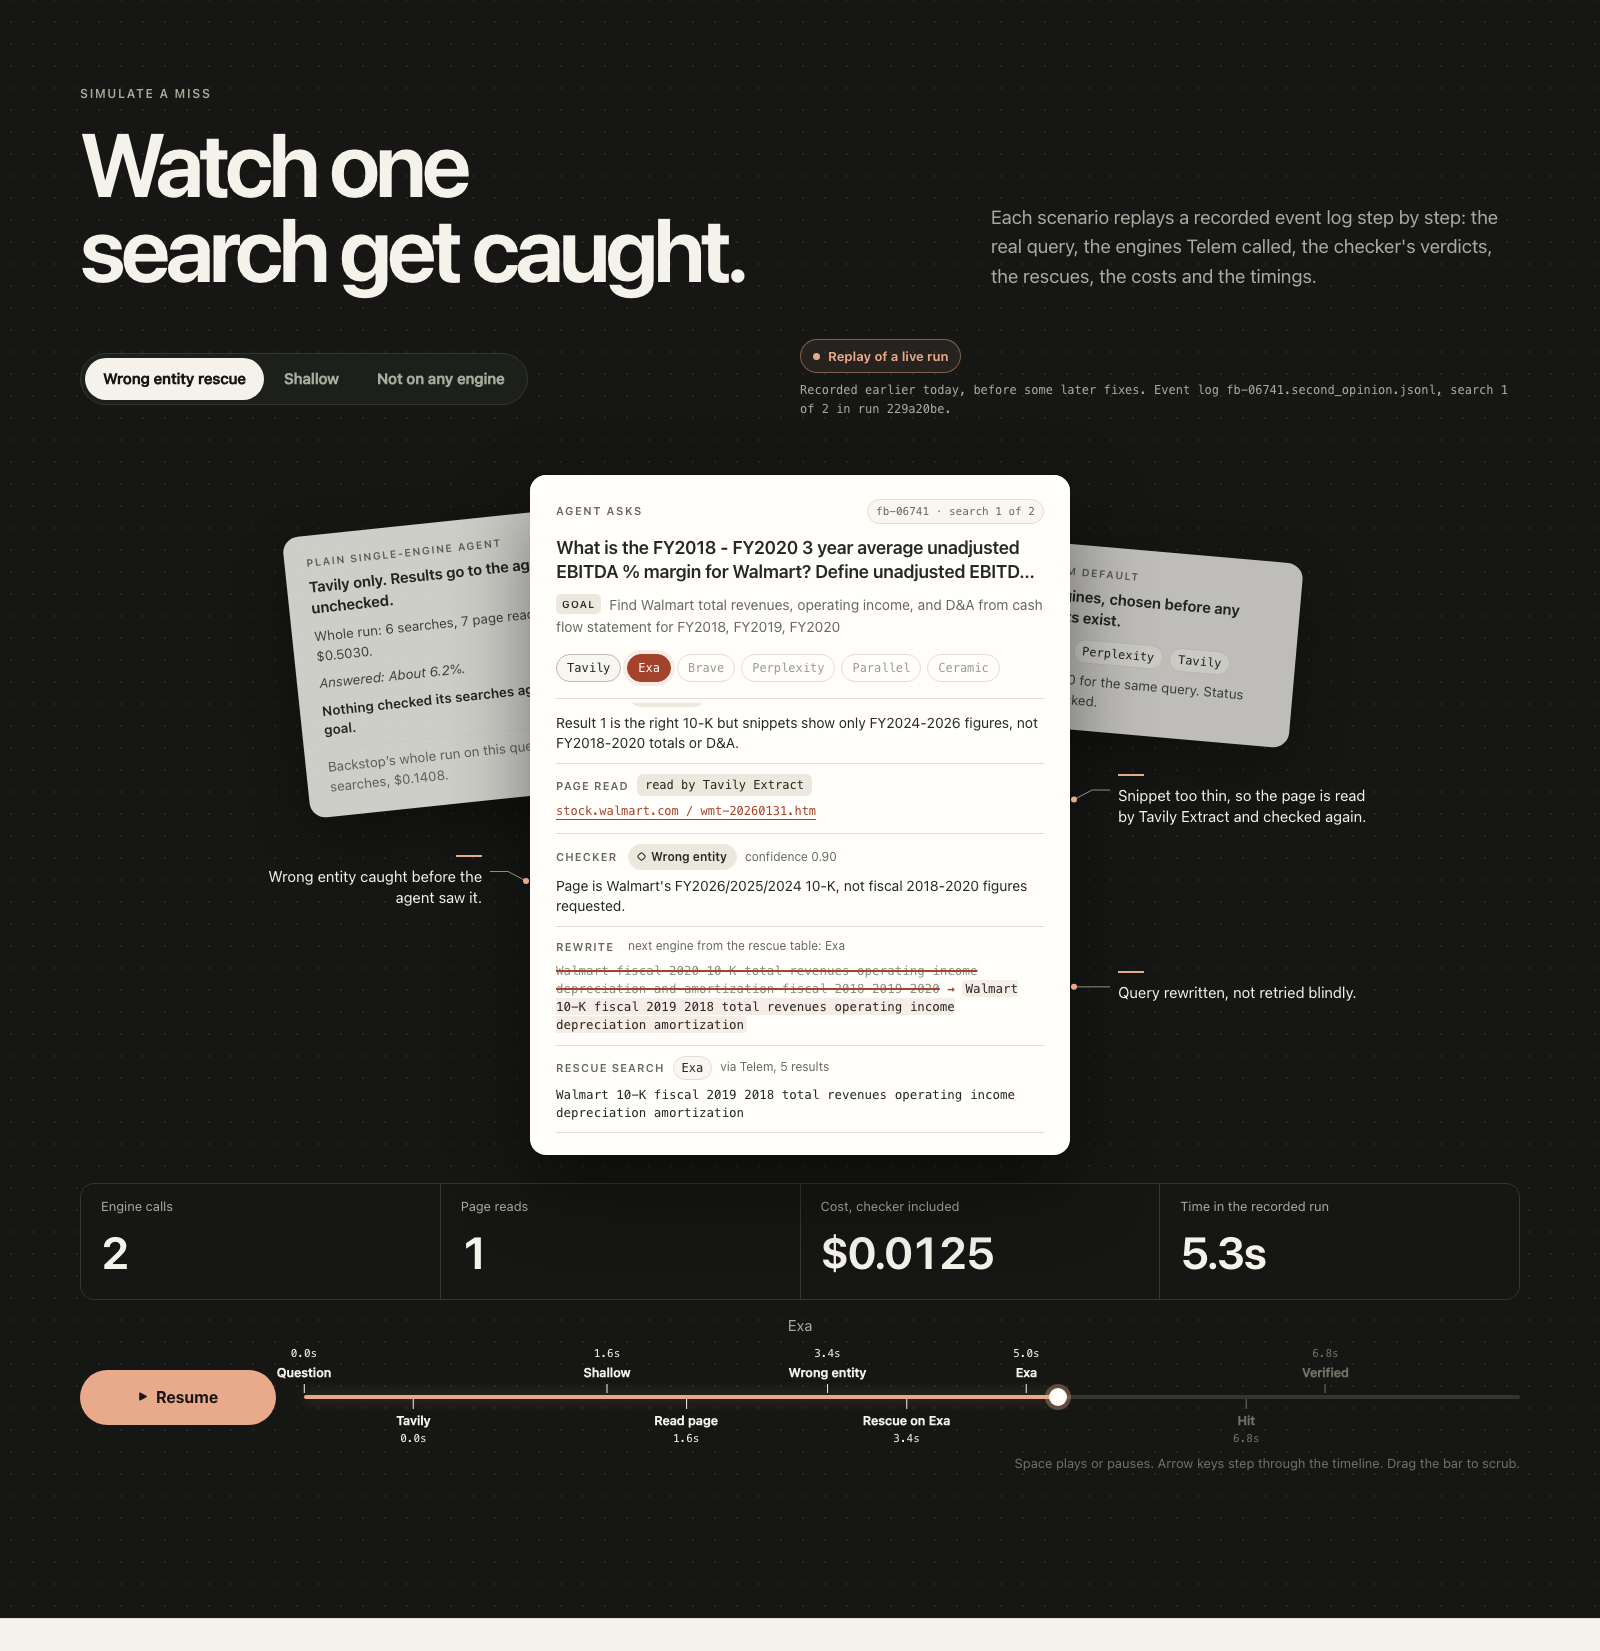 SIMULATE A MISS
Watch one
search get caught.
Each scenario replays a recorded event log step by step: the
real query, the engines Telem called, the checker's verdicts,
the rescues, the costs and the timings.
Wrong entity rescue
Shallow
Not on any engine
Replay of a live run
Recorded earlier today, before some later fixes. Event log fb-06741.second_opinion.jsonl, search 1
of 2 in run 229a20be.
PLAIN SINGLE-ENGINE AGENT
Tavily only. Results go to the ag
unchecked.
Whole run: 6 searches, 7 page read
$0.5030.
Answered: About 6.2%.
Nothing checked its searches ag
goal.
Backstop's whole run on this que
searches, $0.1408.
AGENT ASKS
fb-06741 · search 1 of 2
What is the FY2018 - FY2020 3 year average unadjusted
EBITDA % margin for Walmart? Define unadjusted EBITD...
GOAL Find Walmart total revenues, operating income, and D&A from cash
flow statement for FY2018, FY2019, FY2020
Tavily Exa Brave Perplexity Parallel Ceramic
Result 1 is the right 10-K but snippets show only FY2024-2026 figures, not
FY2018-2020 totals or D&A.
PAGE READ read by Tavily Extract
stock.walmart.com / wmt-20260131.htm
CHECKER ◇ Wrong entity confidence 0.90
Page is Walmart's FY2026/2025/2024 10-K, not fiscal 2018-2020 figures
requested.
REWRITE next engine from the rescue table: Exa
Walmart fiscal 2020 10-K total revenues operating income
depreciation and amortization fiscal 2018 2019 2020 → Walmart
10-K fiscal 2019 2018 total revenues operating income
depreciation amortization
RESCUE SEARCH Exa via Telem, 5 results
Walmart 10-K fiscal 2019 2018 total revenues operating income
depreciation amortization
M DEFAULT
ines, chosen before any
s exist.
Perplexity Tavily
0 for the same query. Status
ked.
Snippet too thin, so the page is read
by Tavily Extract and checked again.
Wrong entity caught before the
agent saw it.
Query rewritten, not retried blindly.
Engine calls
2
Page reads
1
Cost, checker included
$0.0125
Time in the recorded run
5.3s
Exa
0.0s
Question
1.6s
Shallow
3.4s
Wrong entity
5.0s
Exa
6.8s
Verified
Resume
Tavily
0.0s
Read page
1.6s
Rescue on Exa
3.4s
Hit
6.8s
Space plays or pauses. Arrow keys step through the timeline. Drag the bar to scrub.